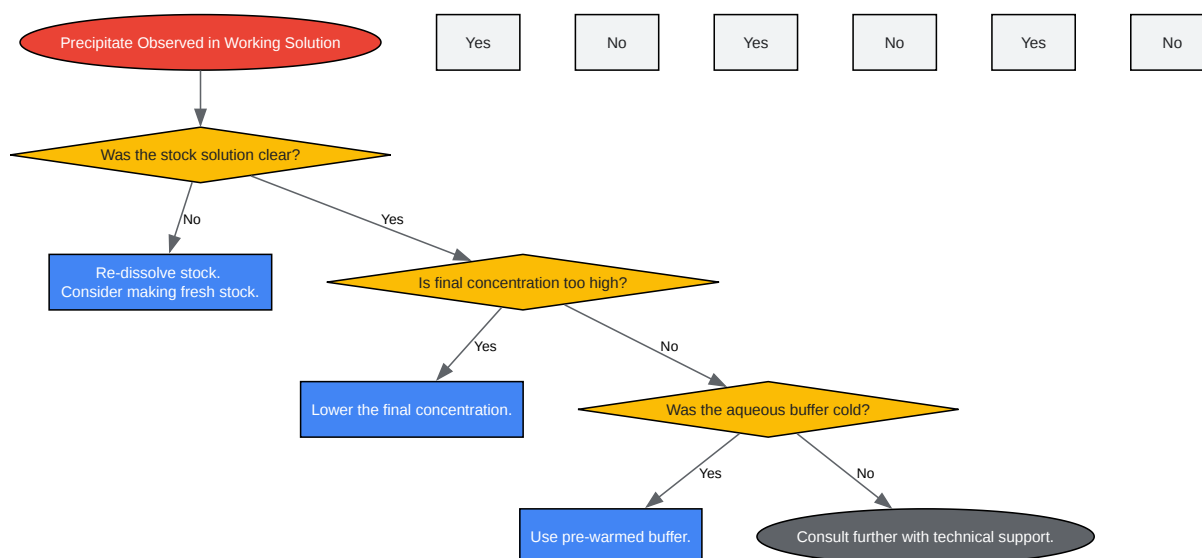 Precipitate Observed in Working Solution
Yes
No
Yes
No
Yes
No
Was the stock solution clear?
No
Yes
Re-dissolve stock.
Consider making fresh stock.
Is final concentration too high?
Yes
No
Lower the final concentration.
Was the aqueous buffer cold?
Yes
No
Use pre-warmed buffer.
Consult further with technical support.